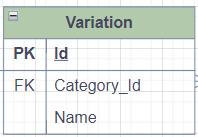 Variation
PK Id
FK Category_Id
Name